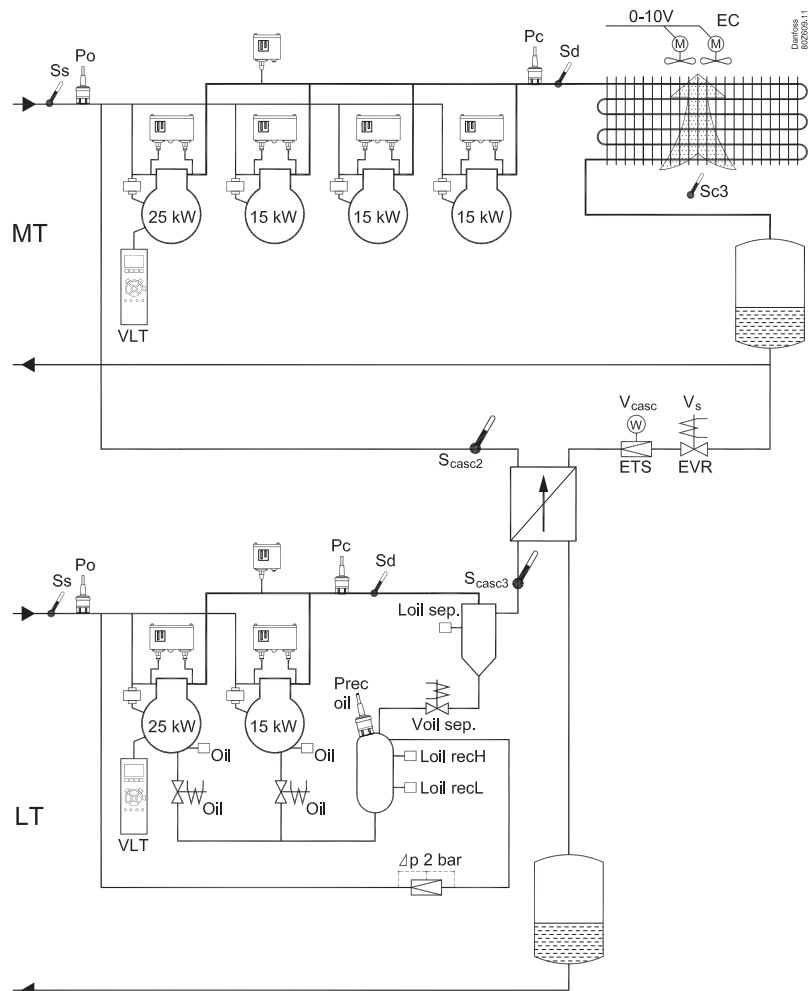 0-10V
EC
M
M
Danfoss
80Z609.11
Po
Ss
Pc
Sd
25 kW
15 kW
15 kW
15 kW
Sc3
MT
VLT
Vcasc
Vs
W
Scasc2
ETS
EVR
Po
Ss
Pc
Sd
Scasc3
Loil sep.
25 kW
15 kW
Prec
oil
Voil sep.
Oil
Oil
Loil recH
Loil recL
Oil
Oil
LT
VLT
Δp 2 bar